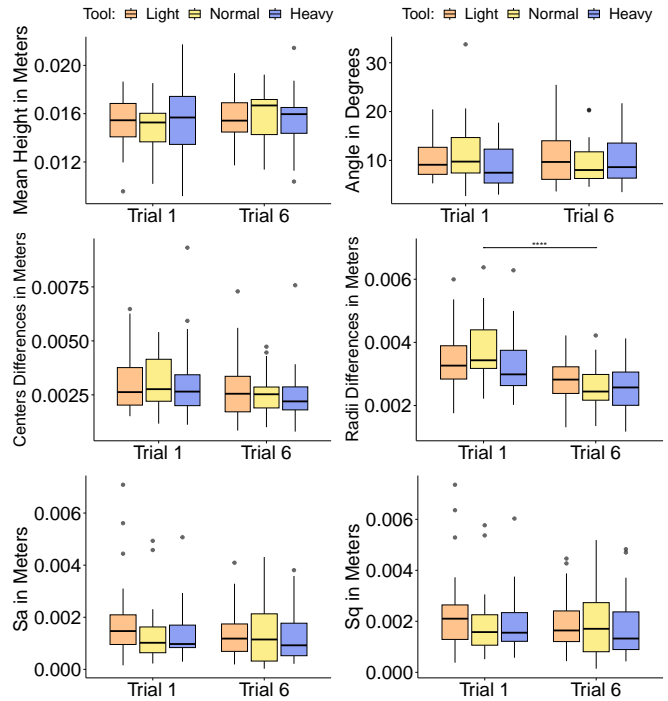 Tool: Light Normal Heavy
Tool: Light Normal Heavy
Mean Height in Meters
0.020
0.016
0.012
Trial 1 Trial 6
Angle in Degrees
30
20
10
Trial 1 Trial 6
Centers Differences in Meters
0.0075
0.0050
0.0025
Trial 1 Trial 6
Radii Differences in Meters
0.006
0.004
0.002
****
Trial 1 Trial 6
Sa in Meters
0.006
0.004
0.002
0.000
Trial 1 Trial 6
Sq in Meters
0.006
0.004
0.002
0.000
Trial 1 Trial 6